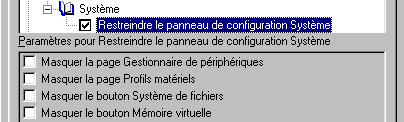 Système
Restreindre le panneau de configuration Système
Paramètres pour Restreindre le panneau de configuration Système
Masquer la page Gestionnaire de périphériques
Masquer la page Profils matériels
Masquer le bouton Système de fichiers
Masquer le bouton Mémoire virtuelle